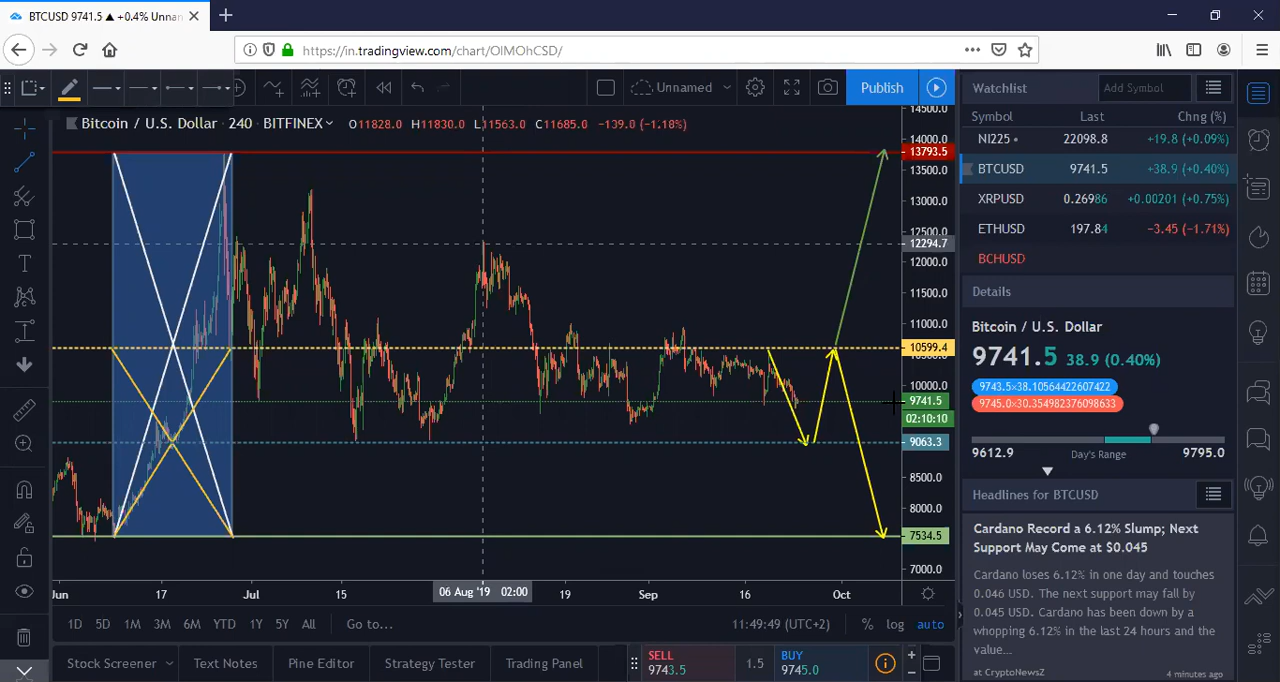 BTCUSD 9741.5 ▲ +0.4% Unnar
https://in.tradingview.com/chart/OIMOhCSD/
Unnamed
Publish
Bitcoin / U.S. Dollar 240 BITFINEX O11828.0 H11830.0 L11563.0 C11685.0 −139.0 (−1.18%)
14500.0
14000.0
13793.5
13500.0
13000.0
12294.7
12000.0
11500.0
11000.0
10599.4
10000.0
9741.5
02:10:10
9063.3
8500.0
8000.0
7534.5
7000.0
Jun 17 Jul 15 06 Aug '19 02:00 19 Sep 16 Oct
1D 5D 1M 3M 6M YTD 1Y 5Y All Go to... 11:49:49 (UTC+2) % log auto
Stock Screener Text Notes Pine Editor Strategy Tester Trading Panel
SELL
9743.5
1.5
BUY
9745.0
Watchlist Add Symbol
Symbol Last Chng (%)
NI225 22098.8 +19.8 (+0.09%)
BTCUSD 9741.5 +38.9 (+0.40%)
XRPUSD 0.26986 +0.00201 (+0.75%)
ETHUSD 197.84 −3.45 (−1.71%)
BCHUSD
Details
Bitcoin / U.S. Dollar
9741.5 38.9 (0.40%)
9743.5×38.10564422607422
9745.0×30.354982376098633
9612.9 Day's Range 9795.0
Headlines for BTCUSD
Cardano Record a 6.12% Slump; Next
Support May Come at $0.045
Cardano loses 6.12% in one day and touches
0.046 USD. The next support may fall by
0.045 USD. Cardano has been down by a
whopping 6.12% in the last 24 hours and the
value...
at CryptoNewsZ 4 minutes ago